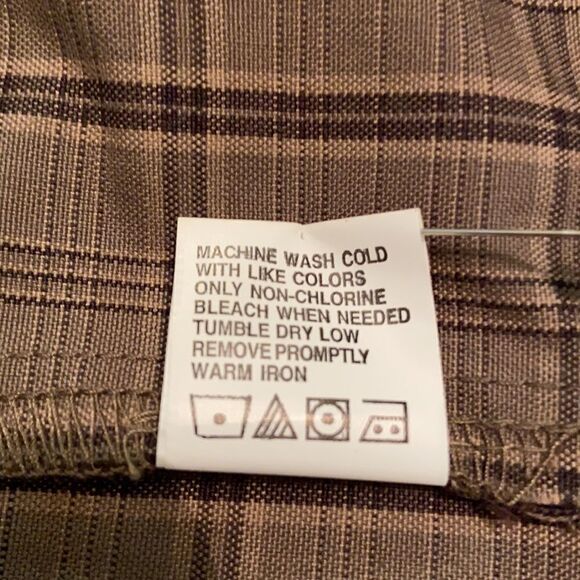 MACHINE WASH COLD
WITH LIKE COLORS
ONLY NON-CHLORINE
BLEACH WHEN NEEDED
TUMBLE DRY LOW
REMOVE PROMPTLY
WARM IRON